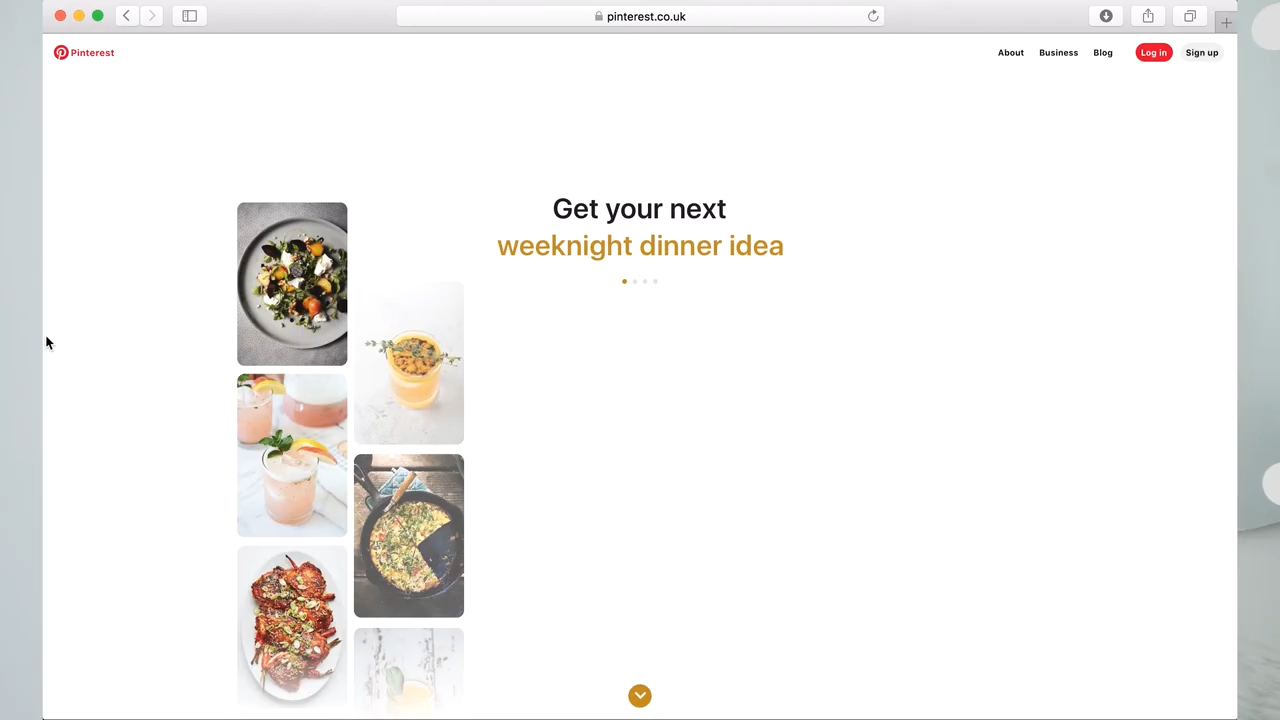 pinterest.co.uk
Pinterest
About Business Blog Log in Sign up
Get your next
weeknight dinner idea